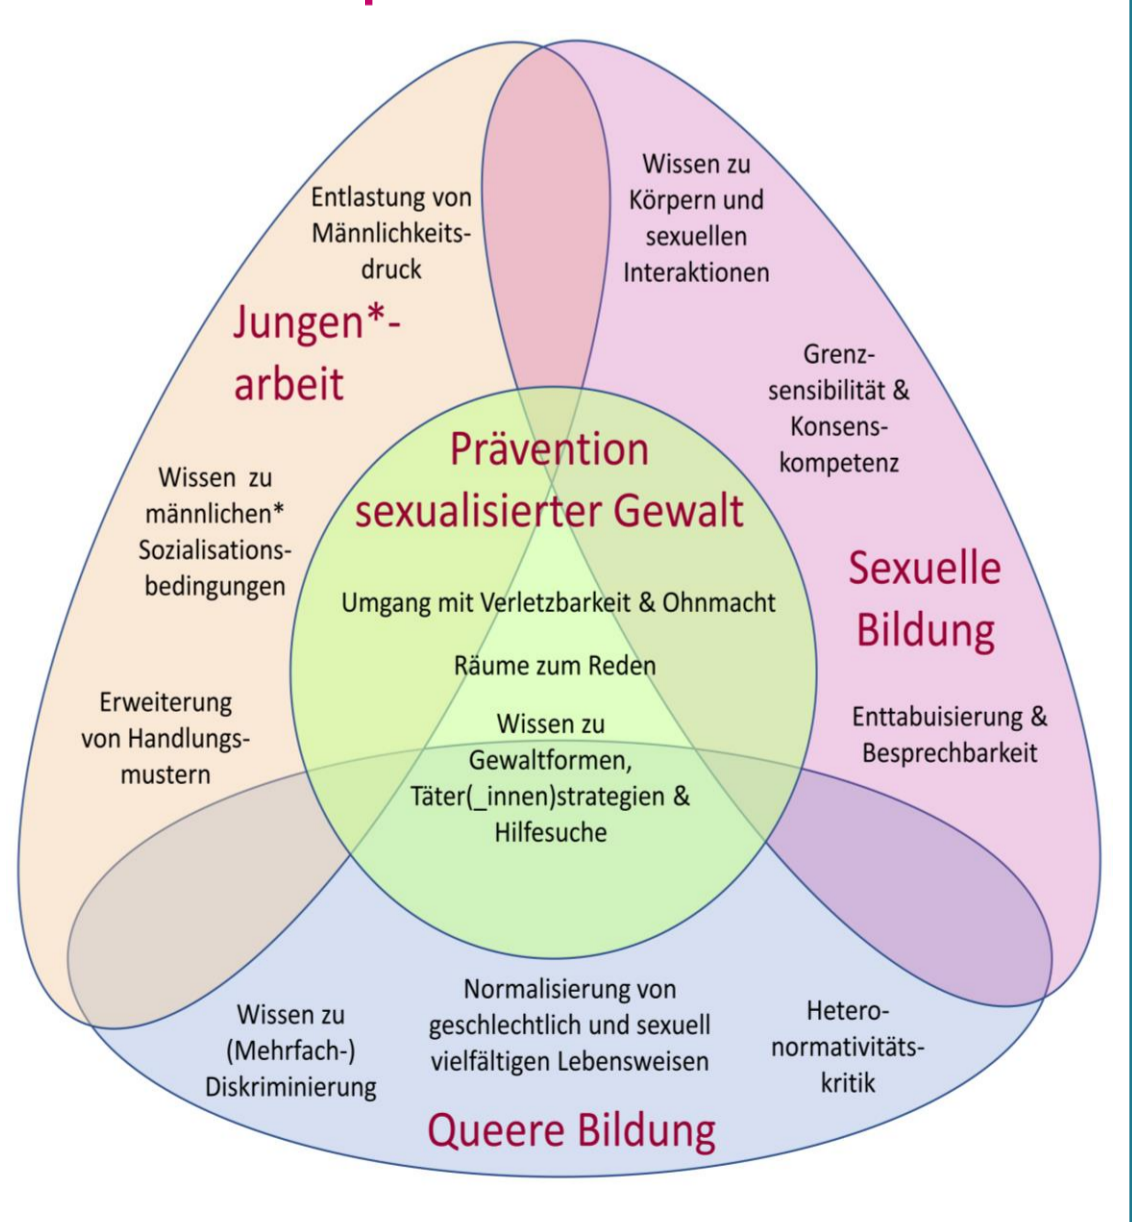 Entlastung von
Männlichkeits-
druck
Jungen*-
arbeit
Wissen zu
männlichen*
Sozialisations-
bedingungen
Erweiterung
von Handlungs-
mustern
Wissen zu
Körpern und
sexuellen
Interaktionen
Grenz-
sensibilität &
Konsens-
kompetenz
Sexuelle
Bildung
Enttabuisierung &
Besprechbarkeit
Prävention
sexualisierter Gewalt
Umgang mit Verletzbarkeit & Ohnmacht
Räume zum Reden
Wissen zu
Gewaltformen,
Täter(_innen)strategien &
Hilfesuche
Wissen zu
(Mehrfach-)
Diskriminierung
Normalisierung von
geschlechtlich und sexuell
vielfältigen Lebensweisen
Hetero-
normativitäts-
kritik
Queere Bildung